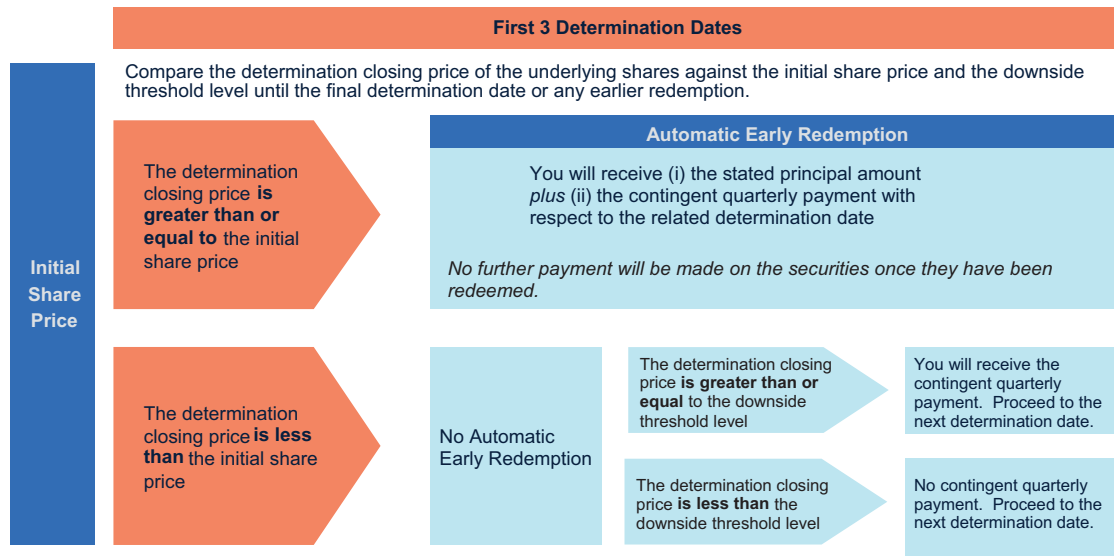 First 3 Determination Dates
Compare the determination closing price of the underlying shares against the initial share price and the downside
threshold level until the final determination date or any earlier redemption.
Initial
Share
Price
The determination
closing price is
greater than or
equal to the initial
share price
Automatic Early Redemption
You will receive (i) the stated principal amount
plus (ii) the contingent quarterly payment with
respect to the related determination date
No further payment will be made on the securities once they have been
redeemed.
The determination
closing price is less
than the initial share
price
No Automatic
Early Redemption
The determination closing
price is greater than or
equal to the downside
threshold level
You will receive the
contingent quarterly
payment. Proceed to the
next determination date.
The determination closing
price is less than the
downside threshold level
No contingent quarterly
payment. Proceed to the
next determination date.